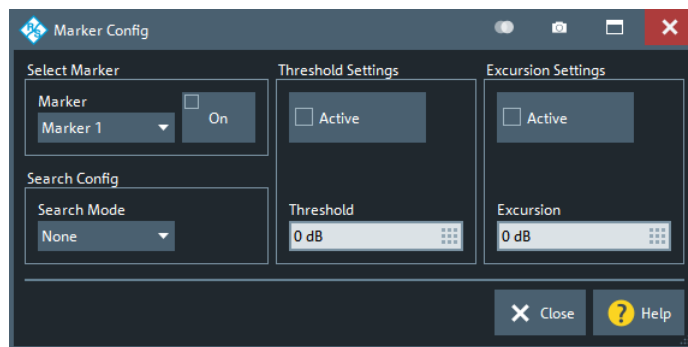 Marker Config
Select Marker
Marker
Marker 1
On
Search Config
Search Mode
None
Threshold Settings
Active
Threshold
0 dB
Excursion Settings
Active
Excursion
0 dB
Close
Help